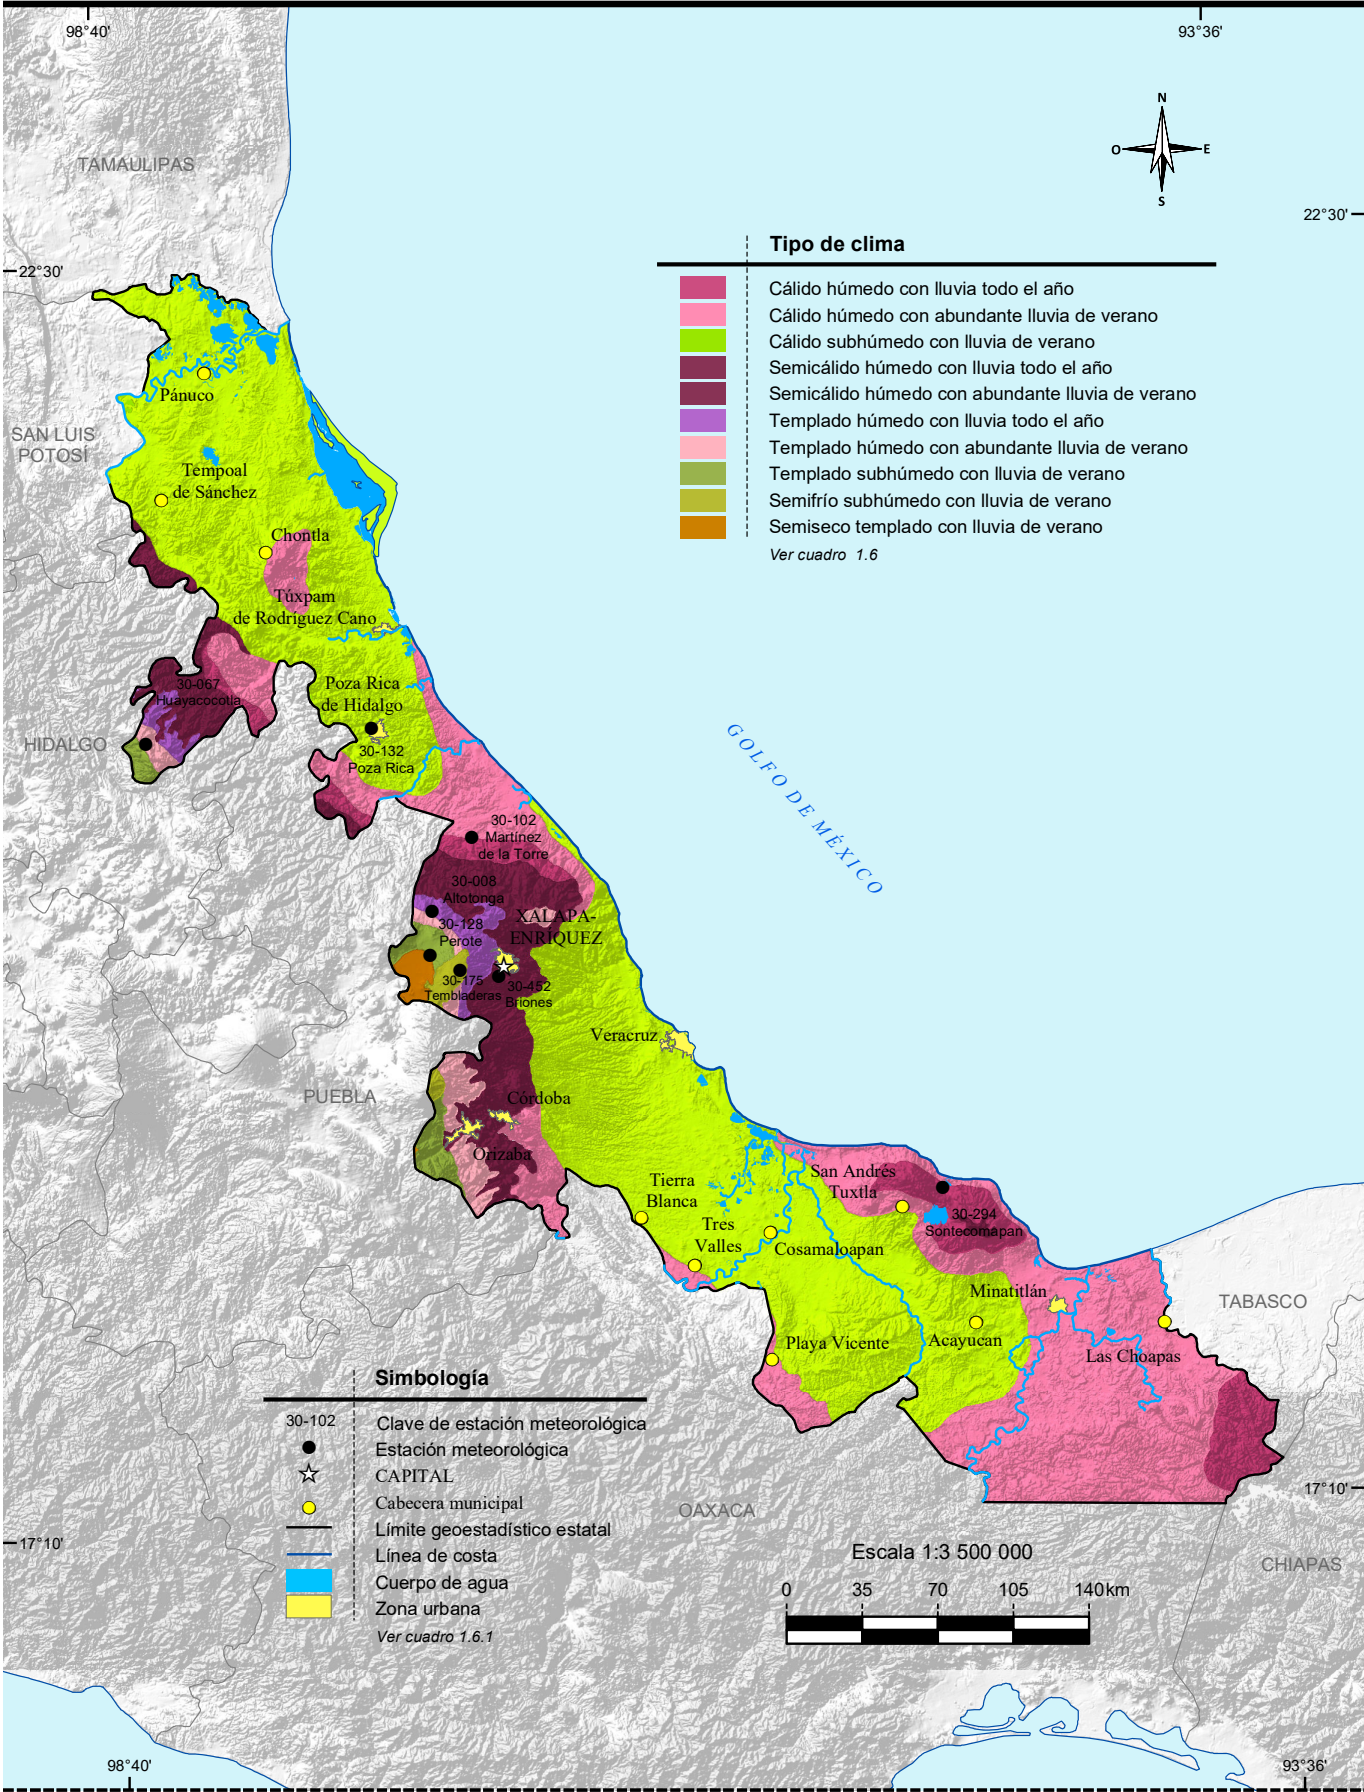 98°40'
93°36'
TAMAULIPAS
N
O
E
S
22°30'
22°30'
Tipo de clima
Cálido húmedo con lluvia todo el año
Cálido húmedo con abundante lluvia de verano
Cálido subhúmedo con lluvia de verano
Semicálido húmedo con lluvia todo el año
Semicálido húmedo con abundante lluvia de verano
Templado húmedo con lluvia todo el año
Templado húmedo con abundante lluvia de verano
Templado subhúmedo con lluvia de verano
Semifrío subhúmedo con lluvia de verano
Semiseco templado con lluvia de verano
Ver cuadro 1.6
Pánuco
SAN LUIS
POTOSÍ
Tempoal
de Sánchez
Chontla
Túxpam
de Rodríguez Cano
30-067
Huayacocotla
HIDALGO
Poza Rica
de Hidalgo
30-132
Poza Rica
GOLFO DE MÉXICO
30-102
Martínez
de la Torre
30-008
Altotonga
30-128
Perote
XALAPA-
ENRÍQUEZ
30-175
Tembladeras
30-452
Briones
Veracruz
PUEBLA
Córdoba
Orizaba
Tierra
Blanca
Tres
Valles
Cosamaloapan
San Andrés
Tuxtla
30-294
Sontecomapan
Minatitlán
Acayucan
Playa Vicente
Las Choapas
TABASCO
Simbología
30-102 Clave de estación meteorológica
Estación meteorológica
CAPITAL
Cabecera municipal
Límite geoestadístico estatal
Línea de costa
Cuerpo de agua
Zona urbana
Ver cuadro 1.6.1
OAXACA
17°10'
17°10'
CHIAPAS
Escala 1:3 500 000
0 35 70 105 140 km
98°40'
93°36'